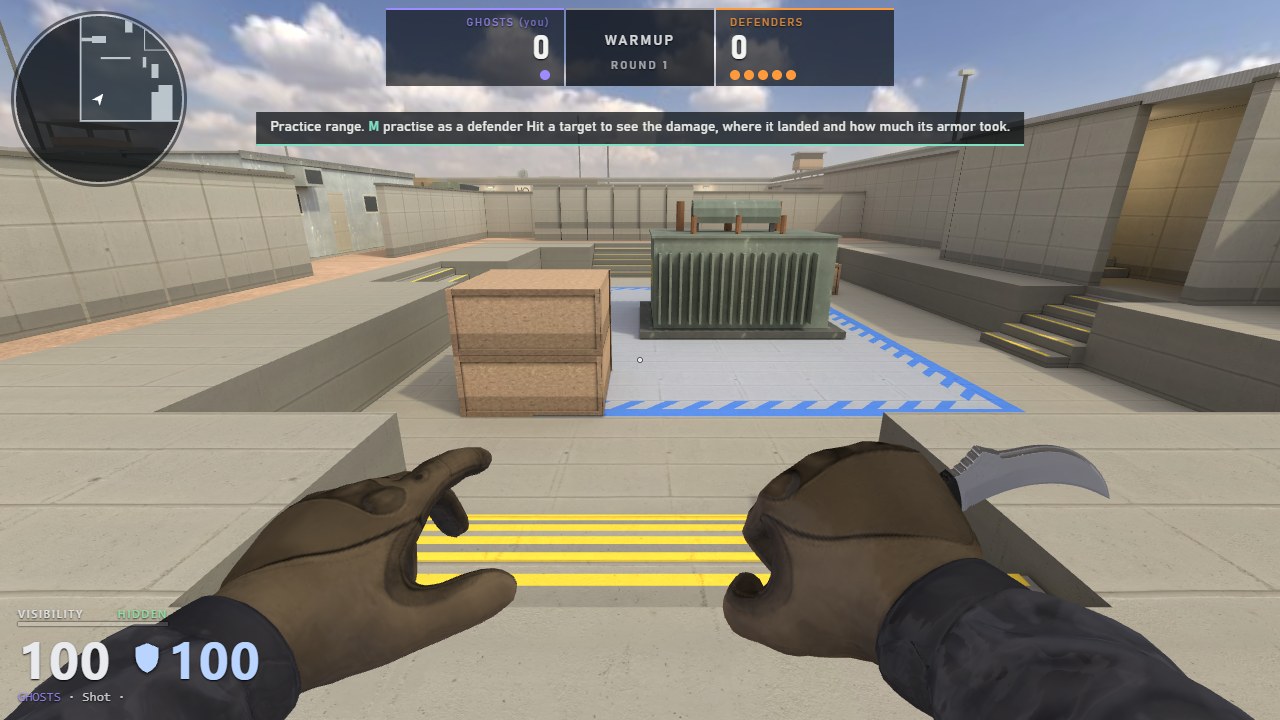 GHOSTS (you)
0
WARMUP
ROUND 1
DEFENDERS
0
Practice range. M practise as a defender Hit a target to see the damage, where it landed and how much its armor took.
VISIBILITY HIDDEN
100 100
GHOSTS · Shot ·